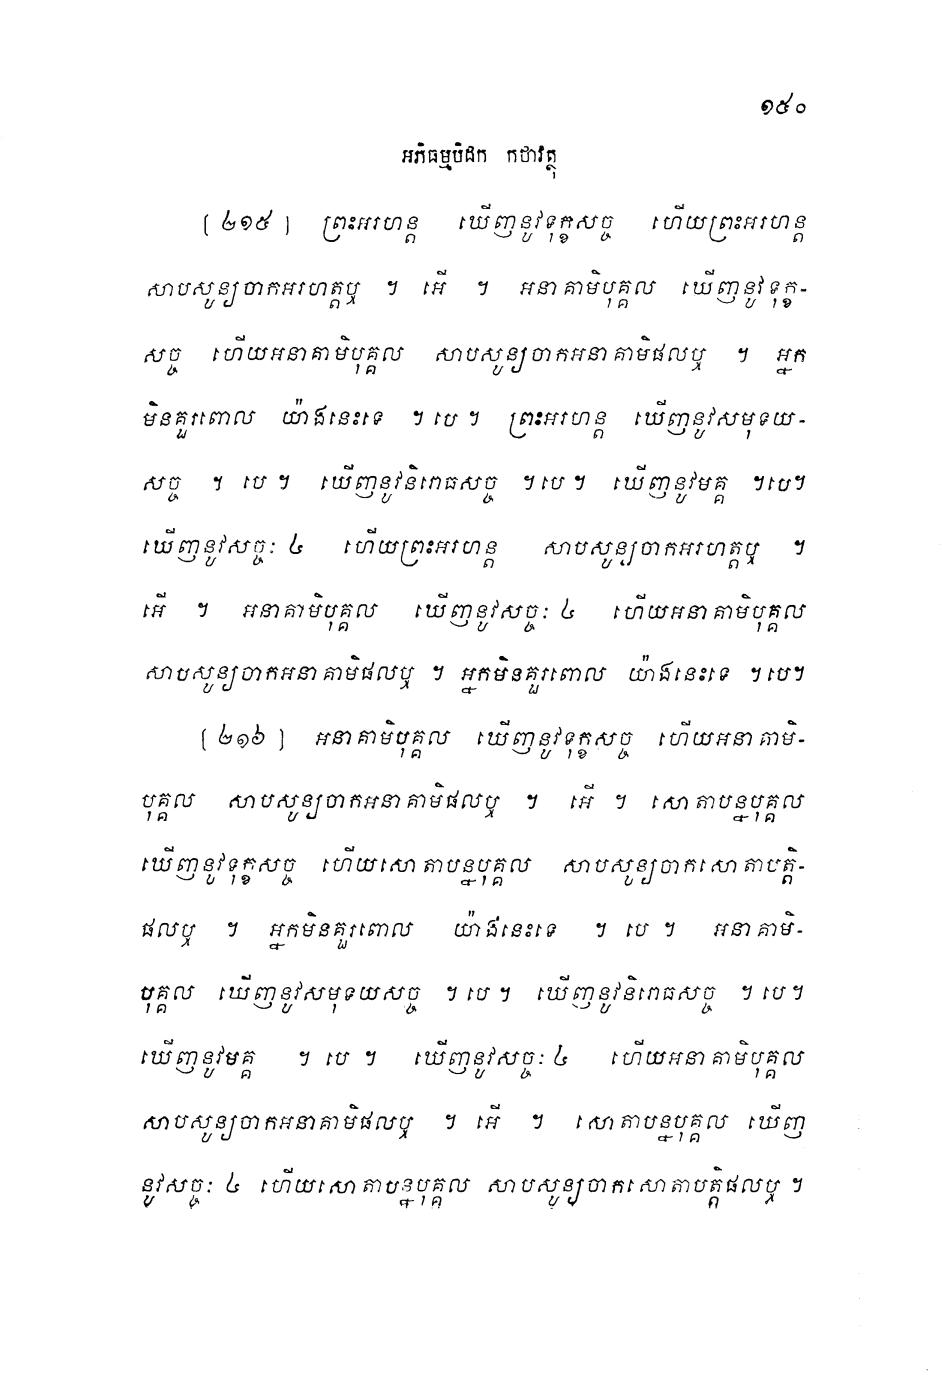 ១៥០
អភិធម្មបិដក កថាវត្ថុ
[ ២១៥ ] ព្រះអរហន្ត ឃើញនូវទុក្ខសច្ច ហើយព្រះអរហន្ត
សាបសូន្យចាកអរហត្តឬ ។ អើ ។ អនាគាមិបុគ្គល ឃើញនូវទុក្ខ-
សច្ច ហើយអនាគាមិបុគ្គល សាបសូន្យចាកអនាគាមិផលឬ ។ អ្នក
មិនគួរពោល យ៉ាងនេះទេ ។ បេ ។ ព្រះអរហន្ត ឃើញនូវសមុទយ-
សច្ច ។ បេ ។ ឃើញនូវនិរោធសច្ច ។ បេ ។ ឃើញនូវមគ្គ ។បេ។
ឃើញនូវសច្ចៈ ៤ ហើយព្រះអរហន្ត សាបសូន្យចាកអរហត្តឬ ។
អើ ។ អនាគាមិបុគ្គល ឃើញនូវសច្ចៈ ៤ ហើយអនាគាមិបុគ្គល
សាបសូន្យចាកអនាគាមិផលឬ ។ អ្នកមិនគួរពោល យ៉ាងនេះទេ ។បេ។
[ ២១៦ ] អនាគាមិបុគ្គល ឃើញនូវទុក្ខសច្ច ហើយអនាគាមិ-
បុគ្គល សាបសូន្យចាកអនាគាមិផលឬ ។ អើ ។ សោតាបន្នបុគ្គល
ឃើញនូវទុក្ខសច្ច ហើយសោតាបន្នបុគ្គល សាបសូន្យចាកសោតាបត្តិ-
ផលឬ ។ អ្នកមិនគួរពោល យ៉ាងនេះទេ ។ បេ ។ អនាគាមិ-
បុគ្គល ឃើញនូវសមុទយសច្ច ។ បេ ។ ឃើញនូវនិរោធសច្ច ។ បេ ។
ឃើញនូវមគ្គ ។ បេ ។ ឃើញនូវសច្ចៈ ៤ ហើយអនាគាមិបុគ្គល
សាបសូន្យចាកអនាគាមិផលឬ ។ អើ ។ សោតាបន្នបុគ្គល ឃើញ
នូវសច្ចៈ ៤ ហើយសោតាបន្នបុគ្គល សាបសូន្យចាកសោតាបត្តិផលឬ ។